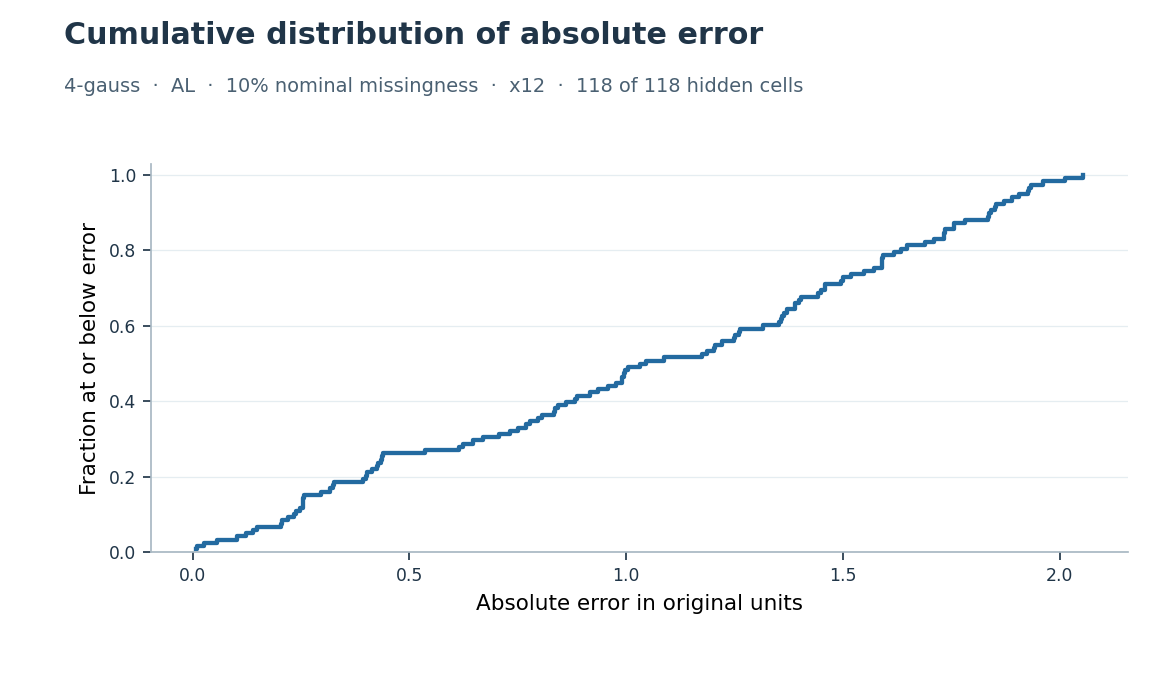 Cumulative distribution of absolute error
4-gauss · AL · 10% nominal missingness · x12 · 118 of 118 hidden cells
Fraction at or below error
1.0
0.8
0.6
0.4
0.2
0.0
0.0 0.5 1.0 1.5 2.0
Absolute error in original units